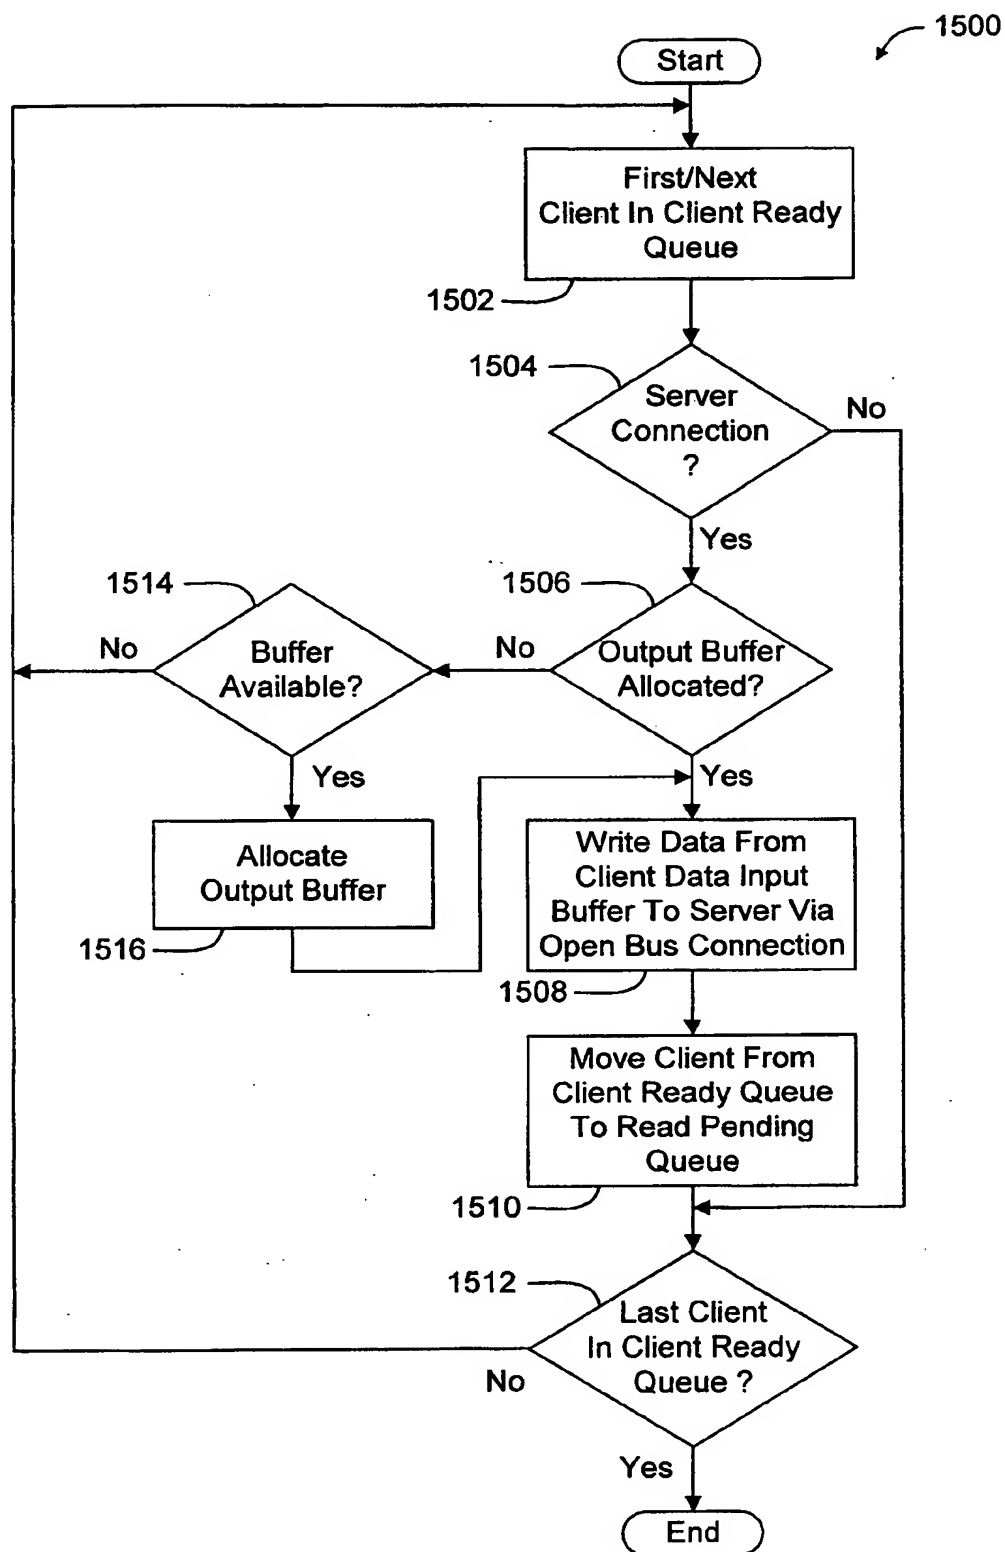 1500
Start
First/Next
Client In Client Ready
Queue
1502
1504
Server
Connection
?
No
Yes
1514
1506
No
Buffer
Available?
No
Output Buffer
Allocated?
Yes
Yes
Allocate
Output Buffer
1516
Write Data From
Client Data Input
Buffer To Server Via
Open Bus Connection
1508
Move Client From
Client Ready Queue
To Read Pending
Queue
1510
1512
Last Client
In Client Ready
Queue ?
No
Yes
End